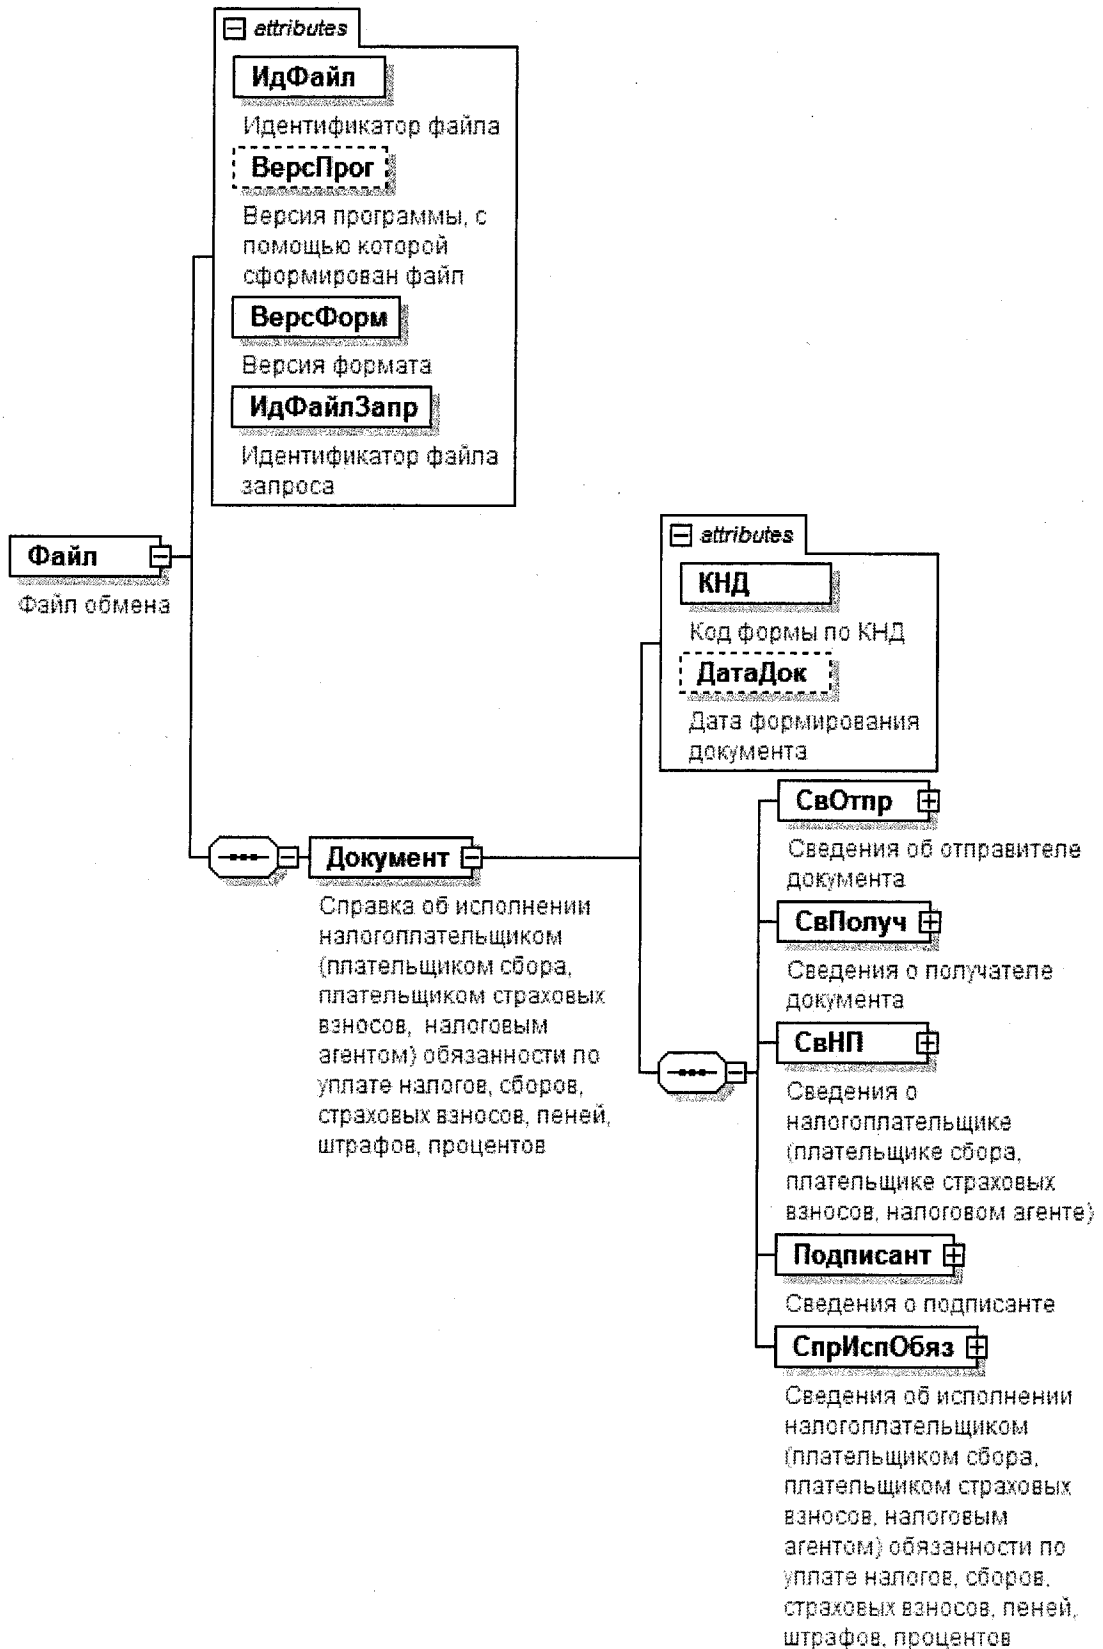 attributes
ИдФайл
Идентификатор файла
ВерсПрог
Версия программы, с
помощью которой
сформирован файл
ВерсФорм
Версия формата
ИдФайлЗапр
Идентификатор файла
запроса
Файл
Файл обмена
attributes
КНД
Код формы по КНД
ДатаДок
Дата формирования
документа
Документ
Справка об исполнении
налогоплательщиком
(плательщиком сбора,
плательщиком страховых
взносов, налоговым
агентом) обязанности по
уплате налогов, сборов,
страховых взносов, пеней,
штрафов, процентов
СвОтпр
Сведения об отправителе
документа
СвПолуч
Сведения о получателе
документа
СвНП
Сведения о
налогоплательщике
(плательщике сбора,
плательщике страховых
взносов, налоговом агенте)
Подписант
Сведения о подписанте
СпрИспОбяз
Сведения об исполнении
налогоплательщиком
(плательщиком сбора,
плательщиком страховых
взносов, налоговым
агентом) обязанности по
уплате налогов, сборов,
страховых взносов, пеней,
штрафов, процентов